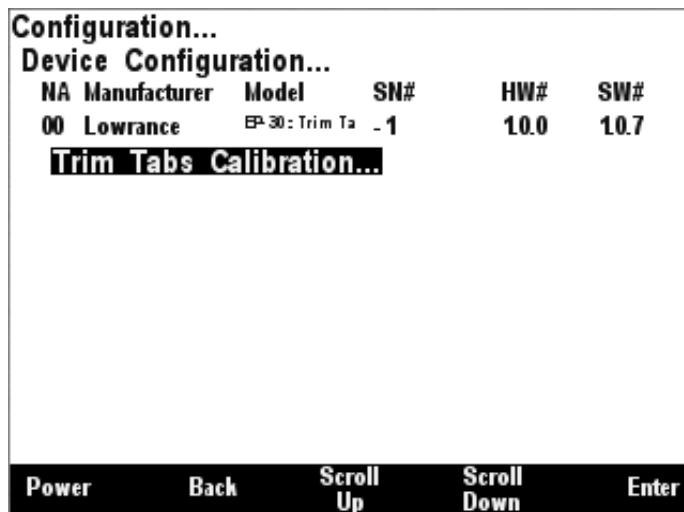 Configuration...
Device Configuration...
NA Manufacturer Model SN# HW# SW#
00 Lowrance EP-30: Trim Ta -1 1.0.0 1.0.7
Trim Tabs Calibration...
Power Back Scroll Up Scroll Down Enter